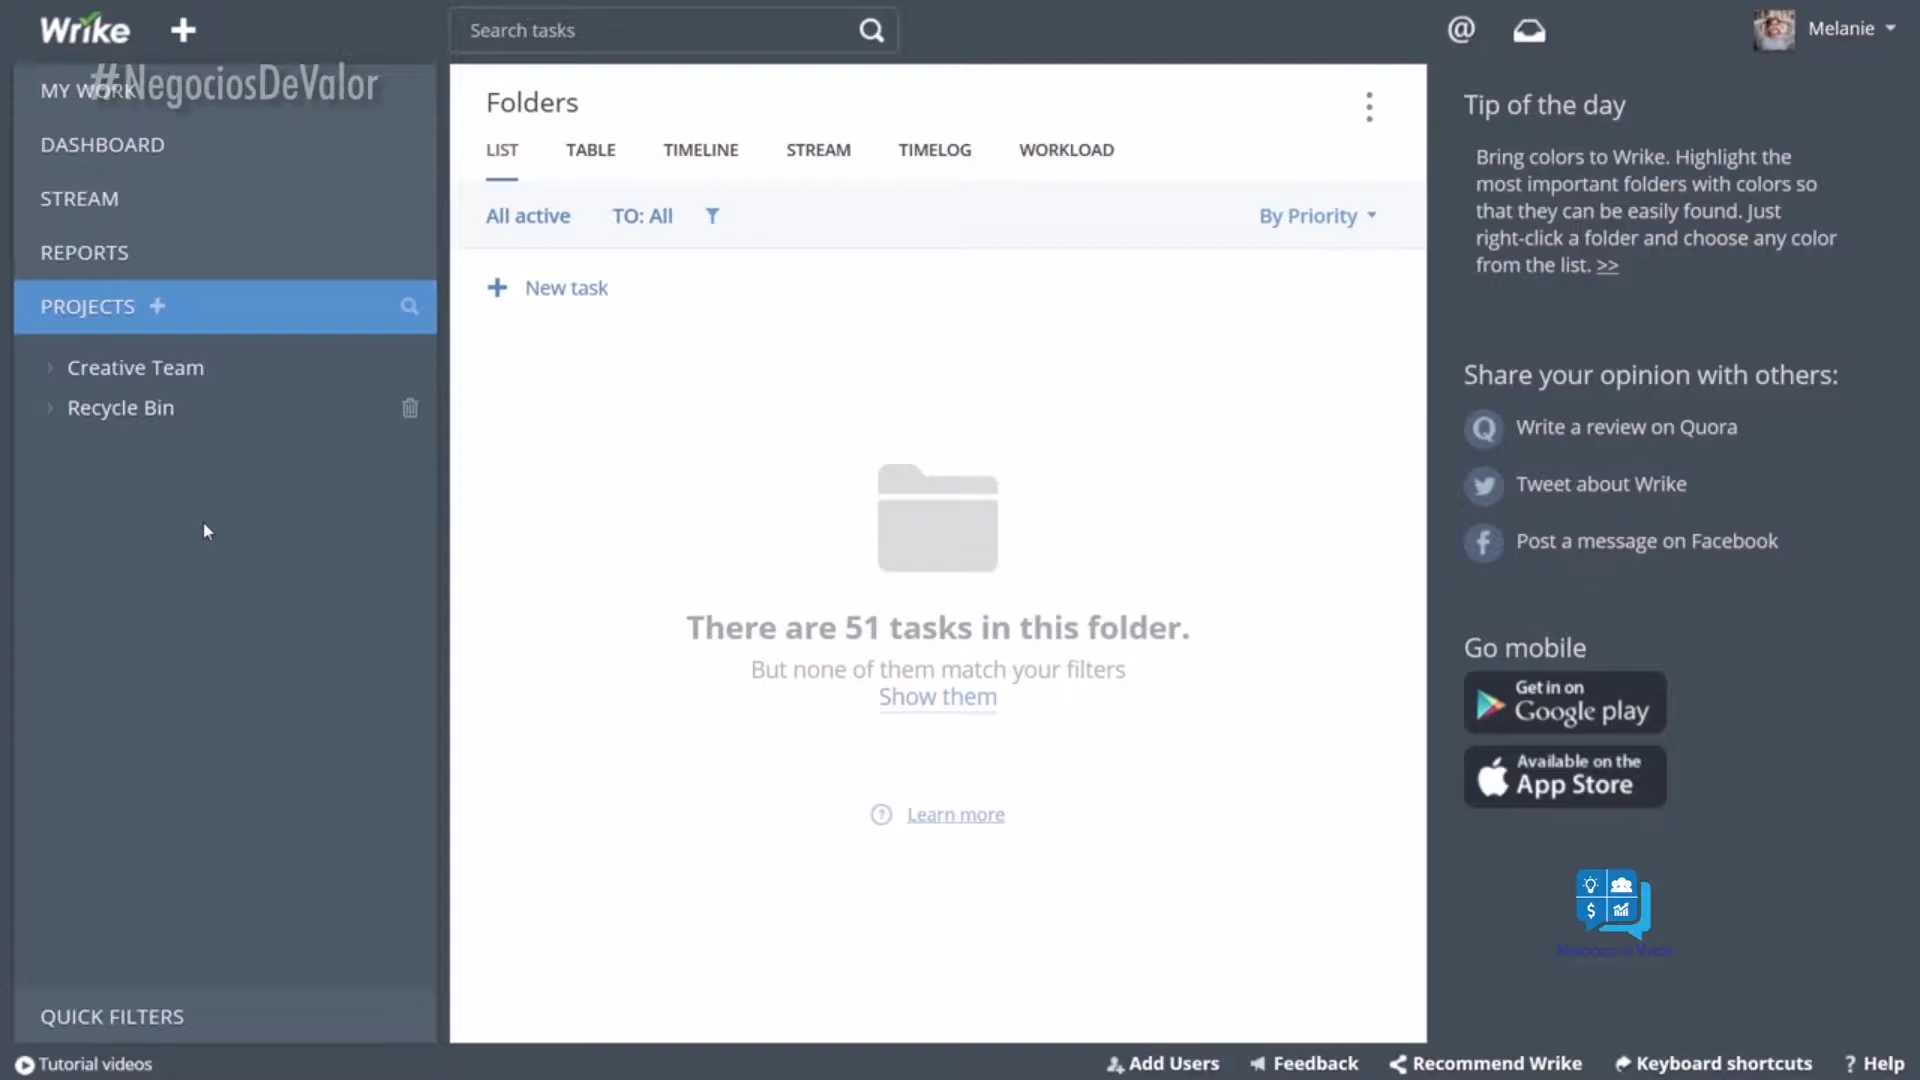 Wrike
Search tasks
Melanie
#NegociosDeValor
MY WORK
DASHBOARD
STREAM
REPORTS
PROJECTS
Creative Team
Recycle Bin
QUICK FILTERS
Folders
LIST TABLE TIMELINE STREAM TIMELOG WORKLOAD
All active TO: All By Priority
New task
There are 51 tasks in this folder.
But none of them match your filters
Show them
Learn more
Tip of the day
Bring colors to Wrike. Highlight the
most important folders with colors so
that they can be easily found. Just
right-click a folder and choose any color
from the list. >>
Share your opinion with others:
Write a review on Quora
Tweet about Wrike
Post a message on Facebook
Go mobile
Get in on
Google play
Available on the
App Store
Tutorial videos
Add Users Feedback Recommend Wrike Keyboard shortcuts ? Help